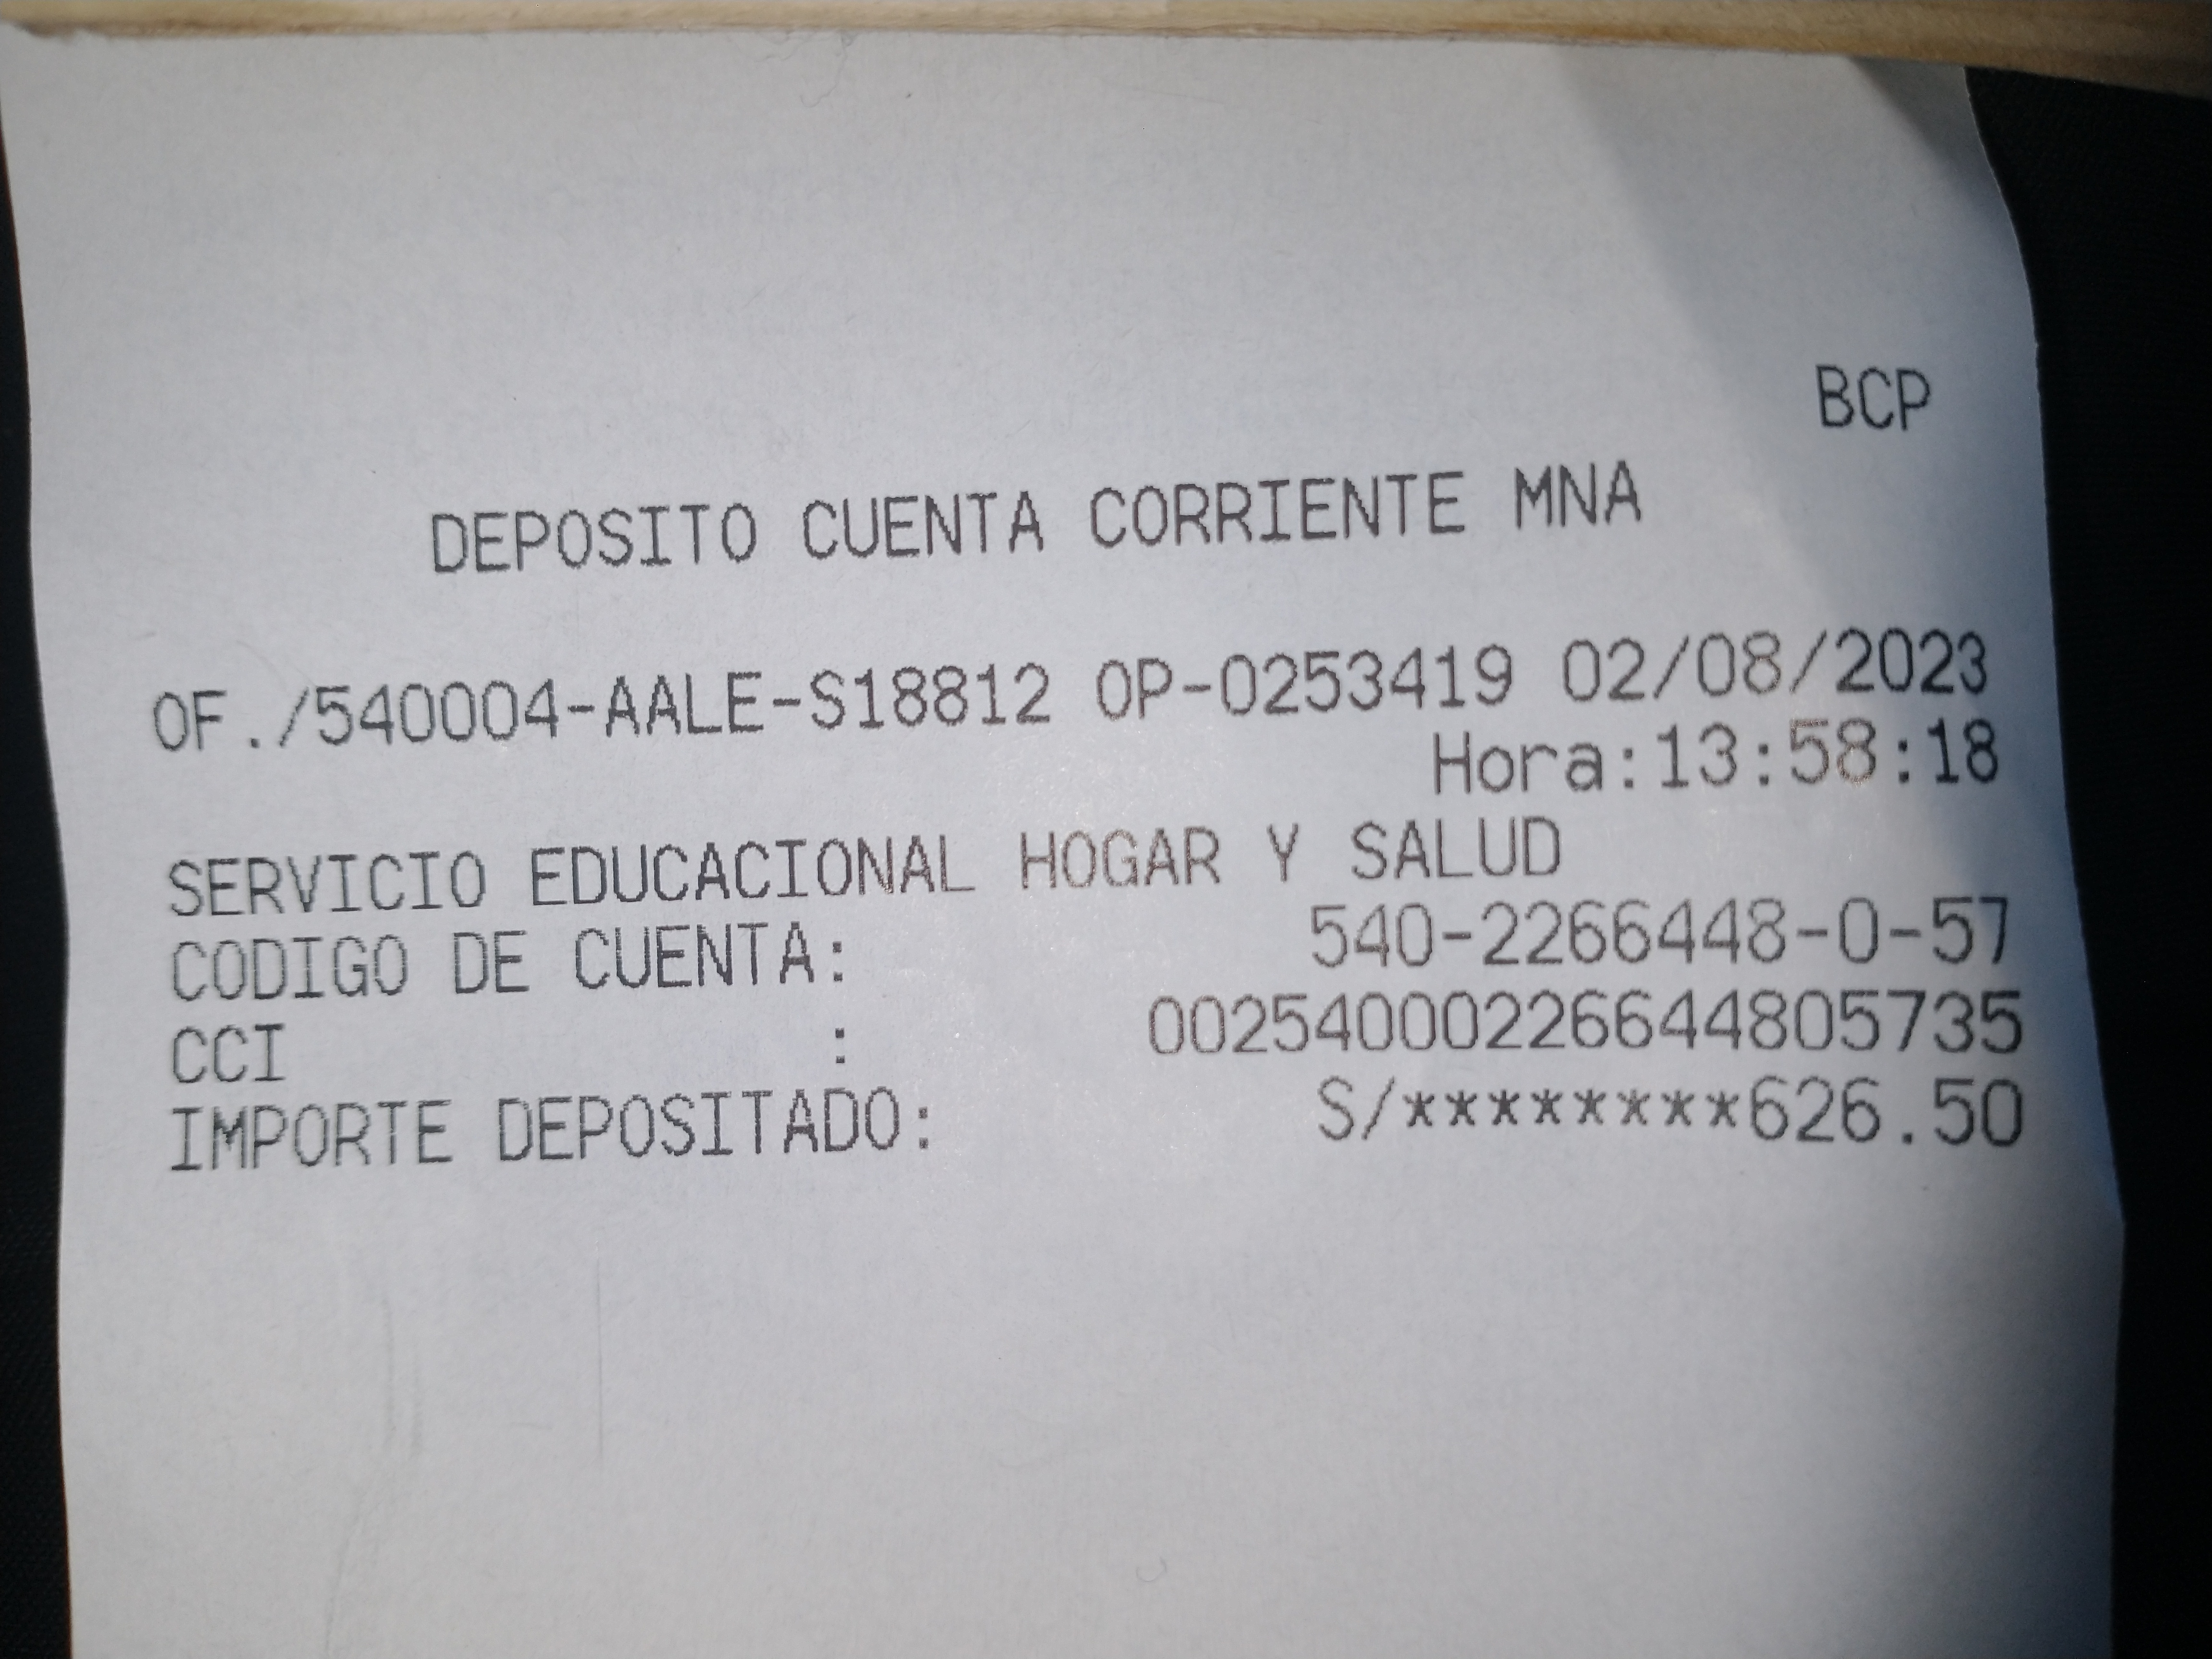 BCP
DEPOSITO CUENTA CORRIENTE MNA
OF./540004-AALE-S18812 OP-0253419 02/08/2023
Hora:13:58:18
SERVICIO EDUCACIONAL HOGAR Y SALUD
CODIGO DE CUENTA: 540-2266448-0-57
CCI : 00254000226644805735
IMPORTE DEPOSITADO: S/********626.50